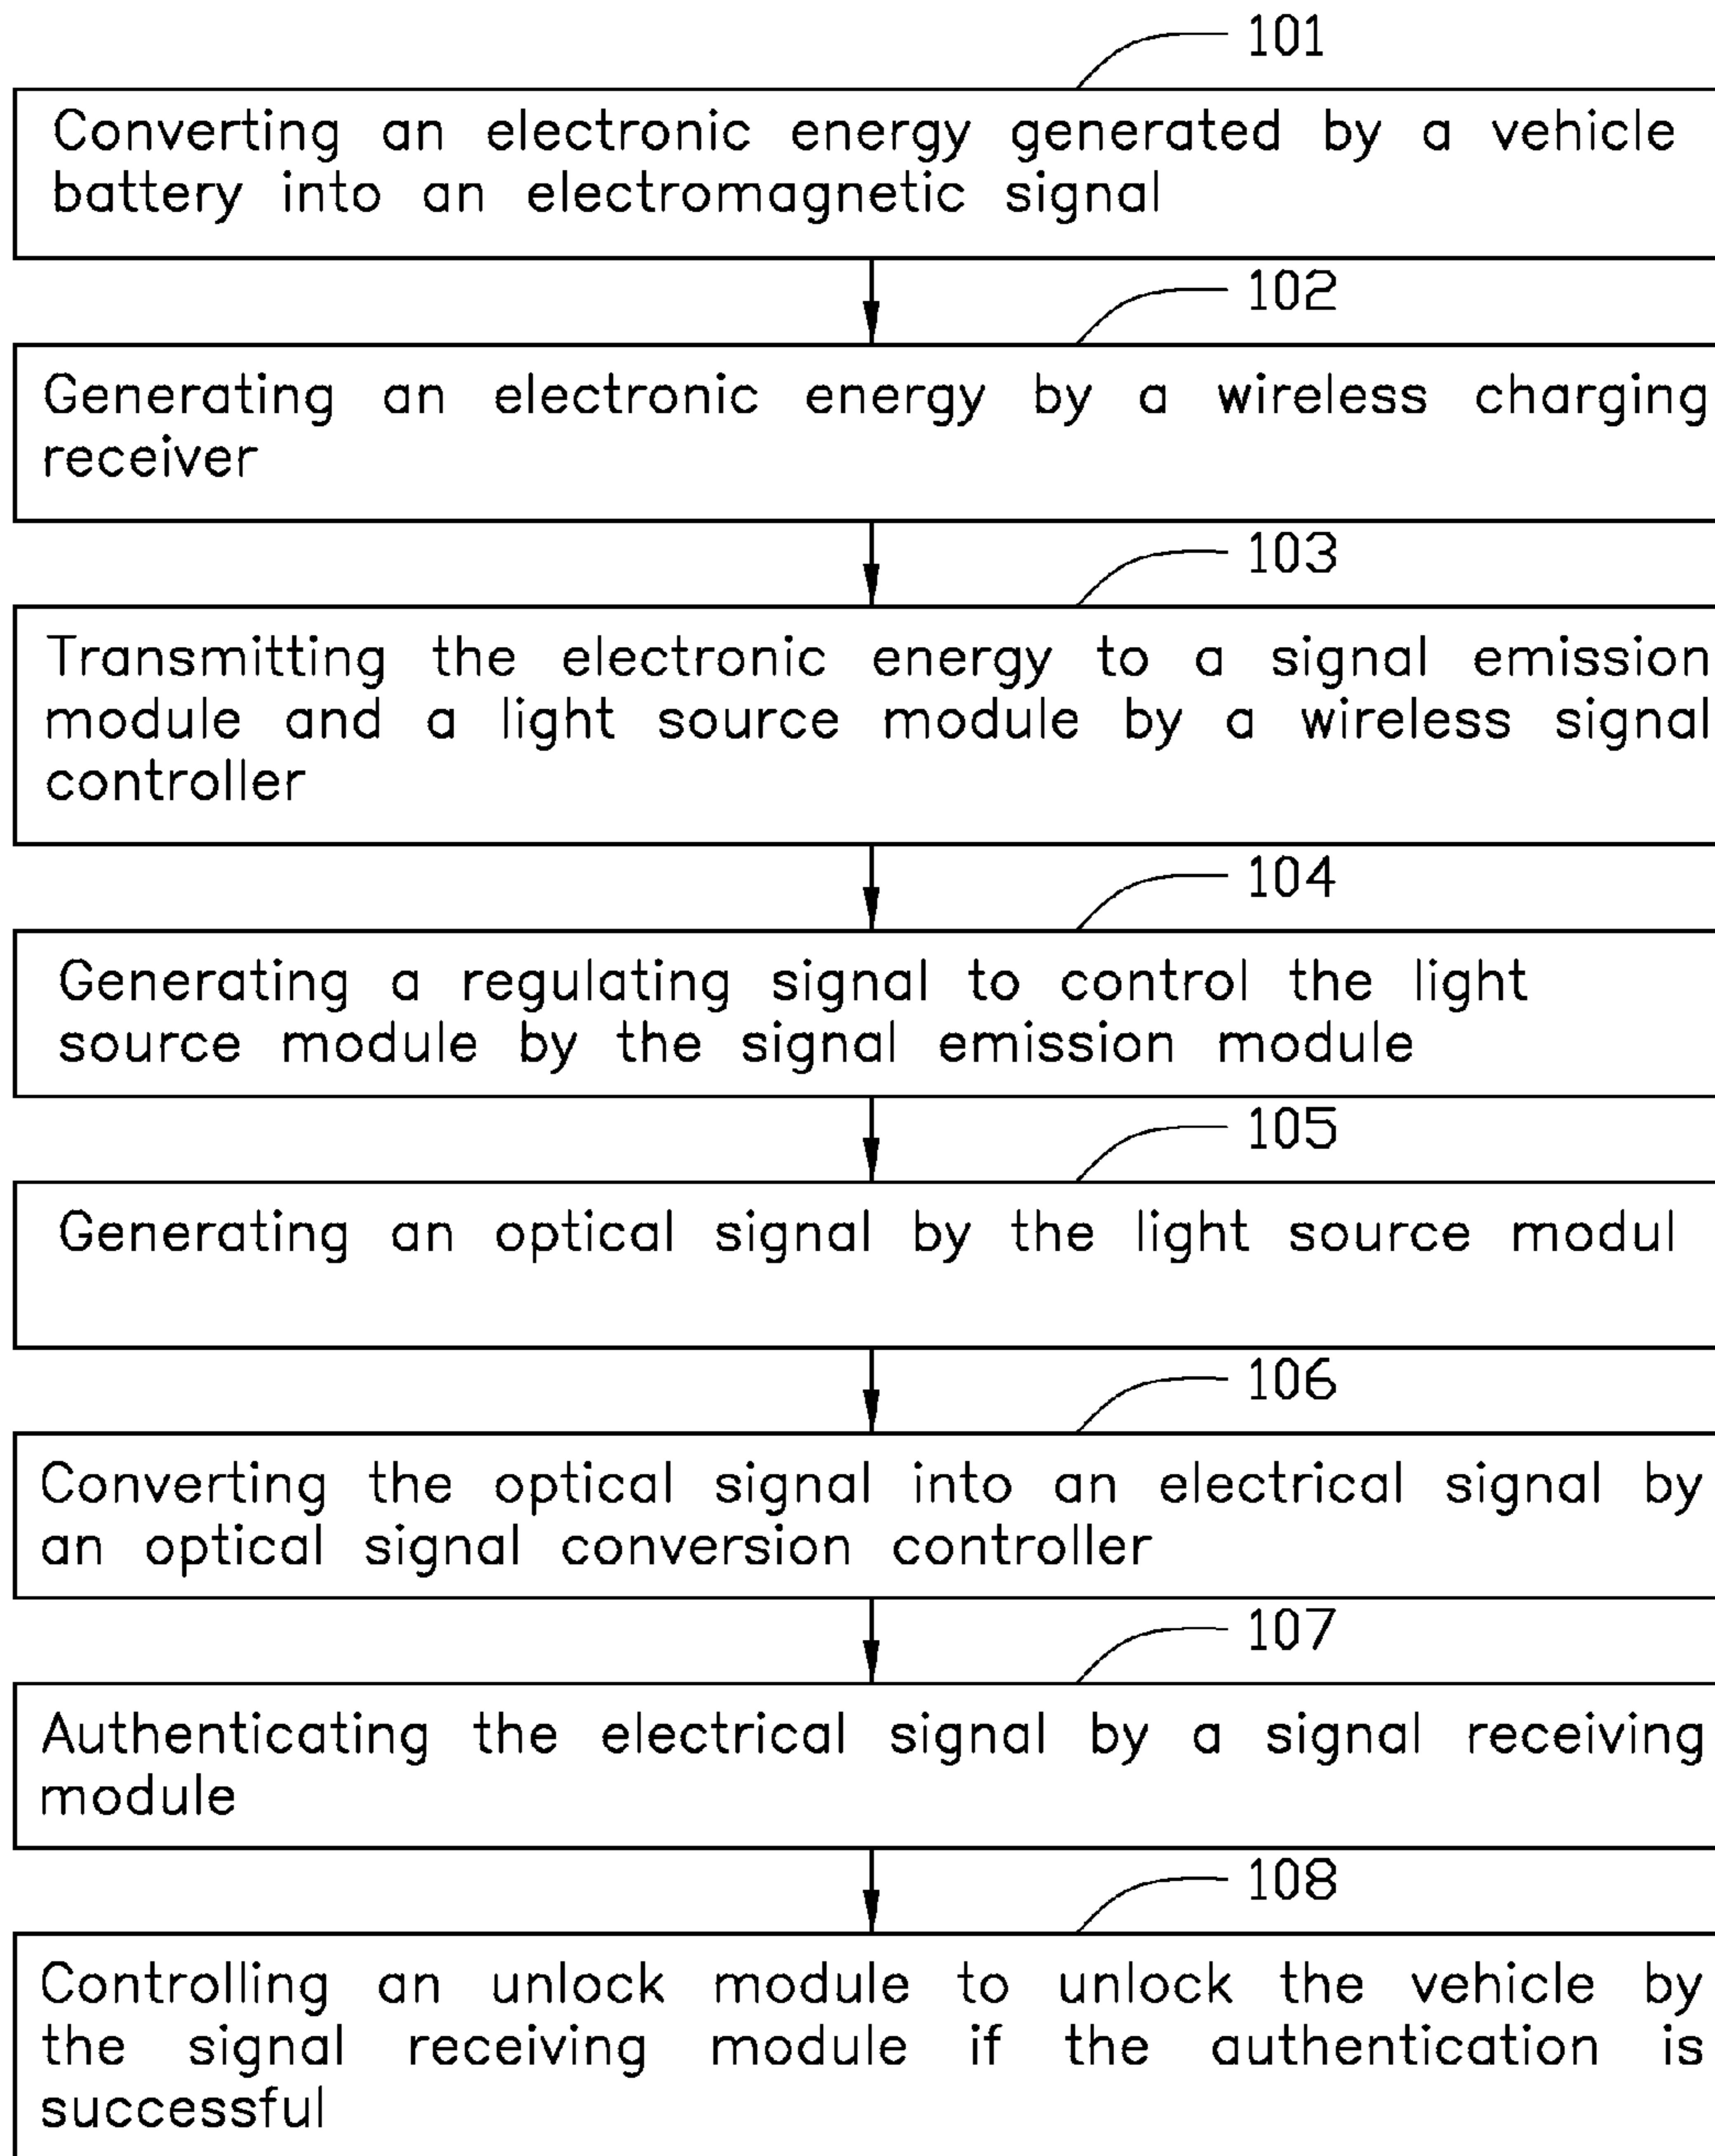 101
Converting an electronic energy generated by a vehicle
battery into an electromagnetic signal
102
Generating an electronic energy by a wireless charging
receiver
103
Transmitting the electronic energy to a signal emission
module and a light source module by a wireless signal
controller
104
Generating a regulating signal to control the light
source module by the signal emission module
105
Generating an optical signal by the light source modul
106
Converting the optical signal into an electrical signal by
an optical signal conversion controller
107
Authenticating the electrical signal by a signal receiving
module
108
Controlling an unlock module to unlock the vehicle by
the signal receiving module if the authentication is
successful